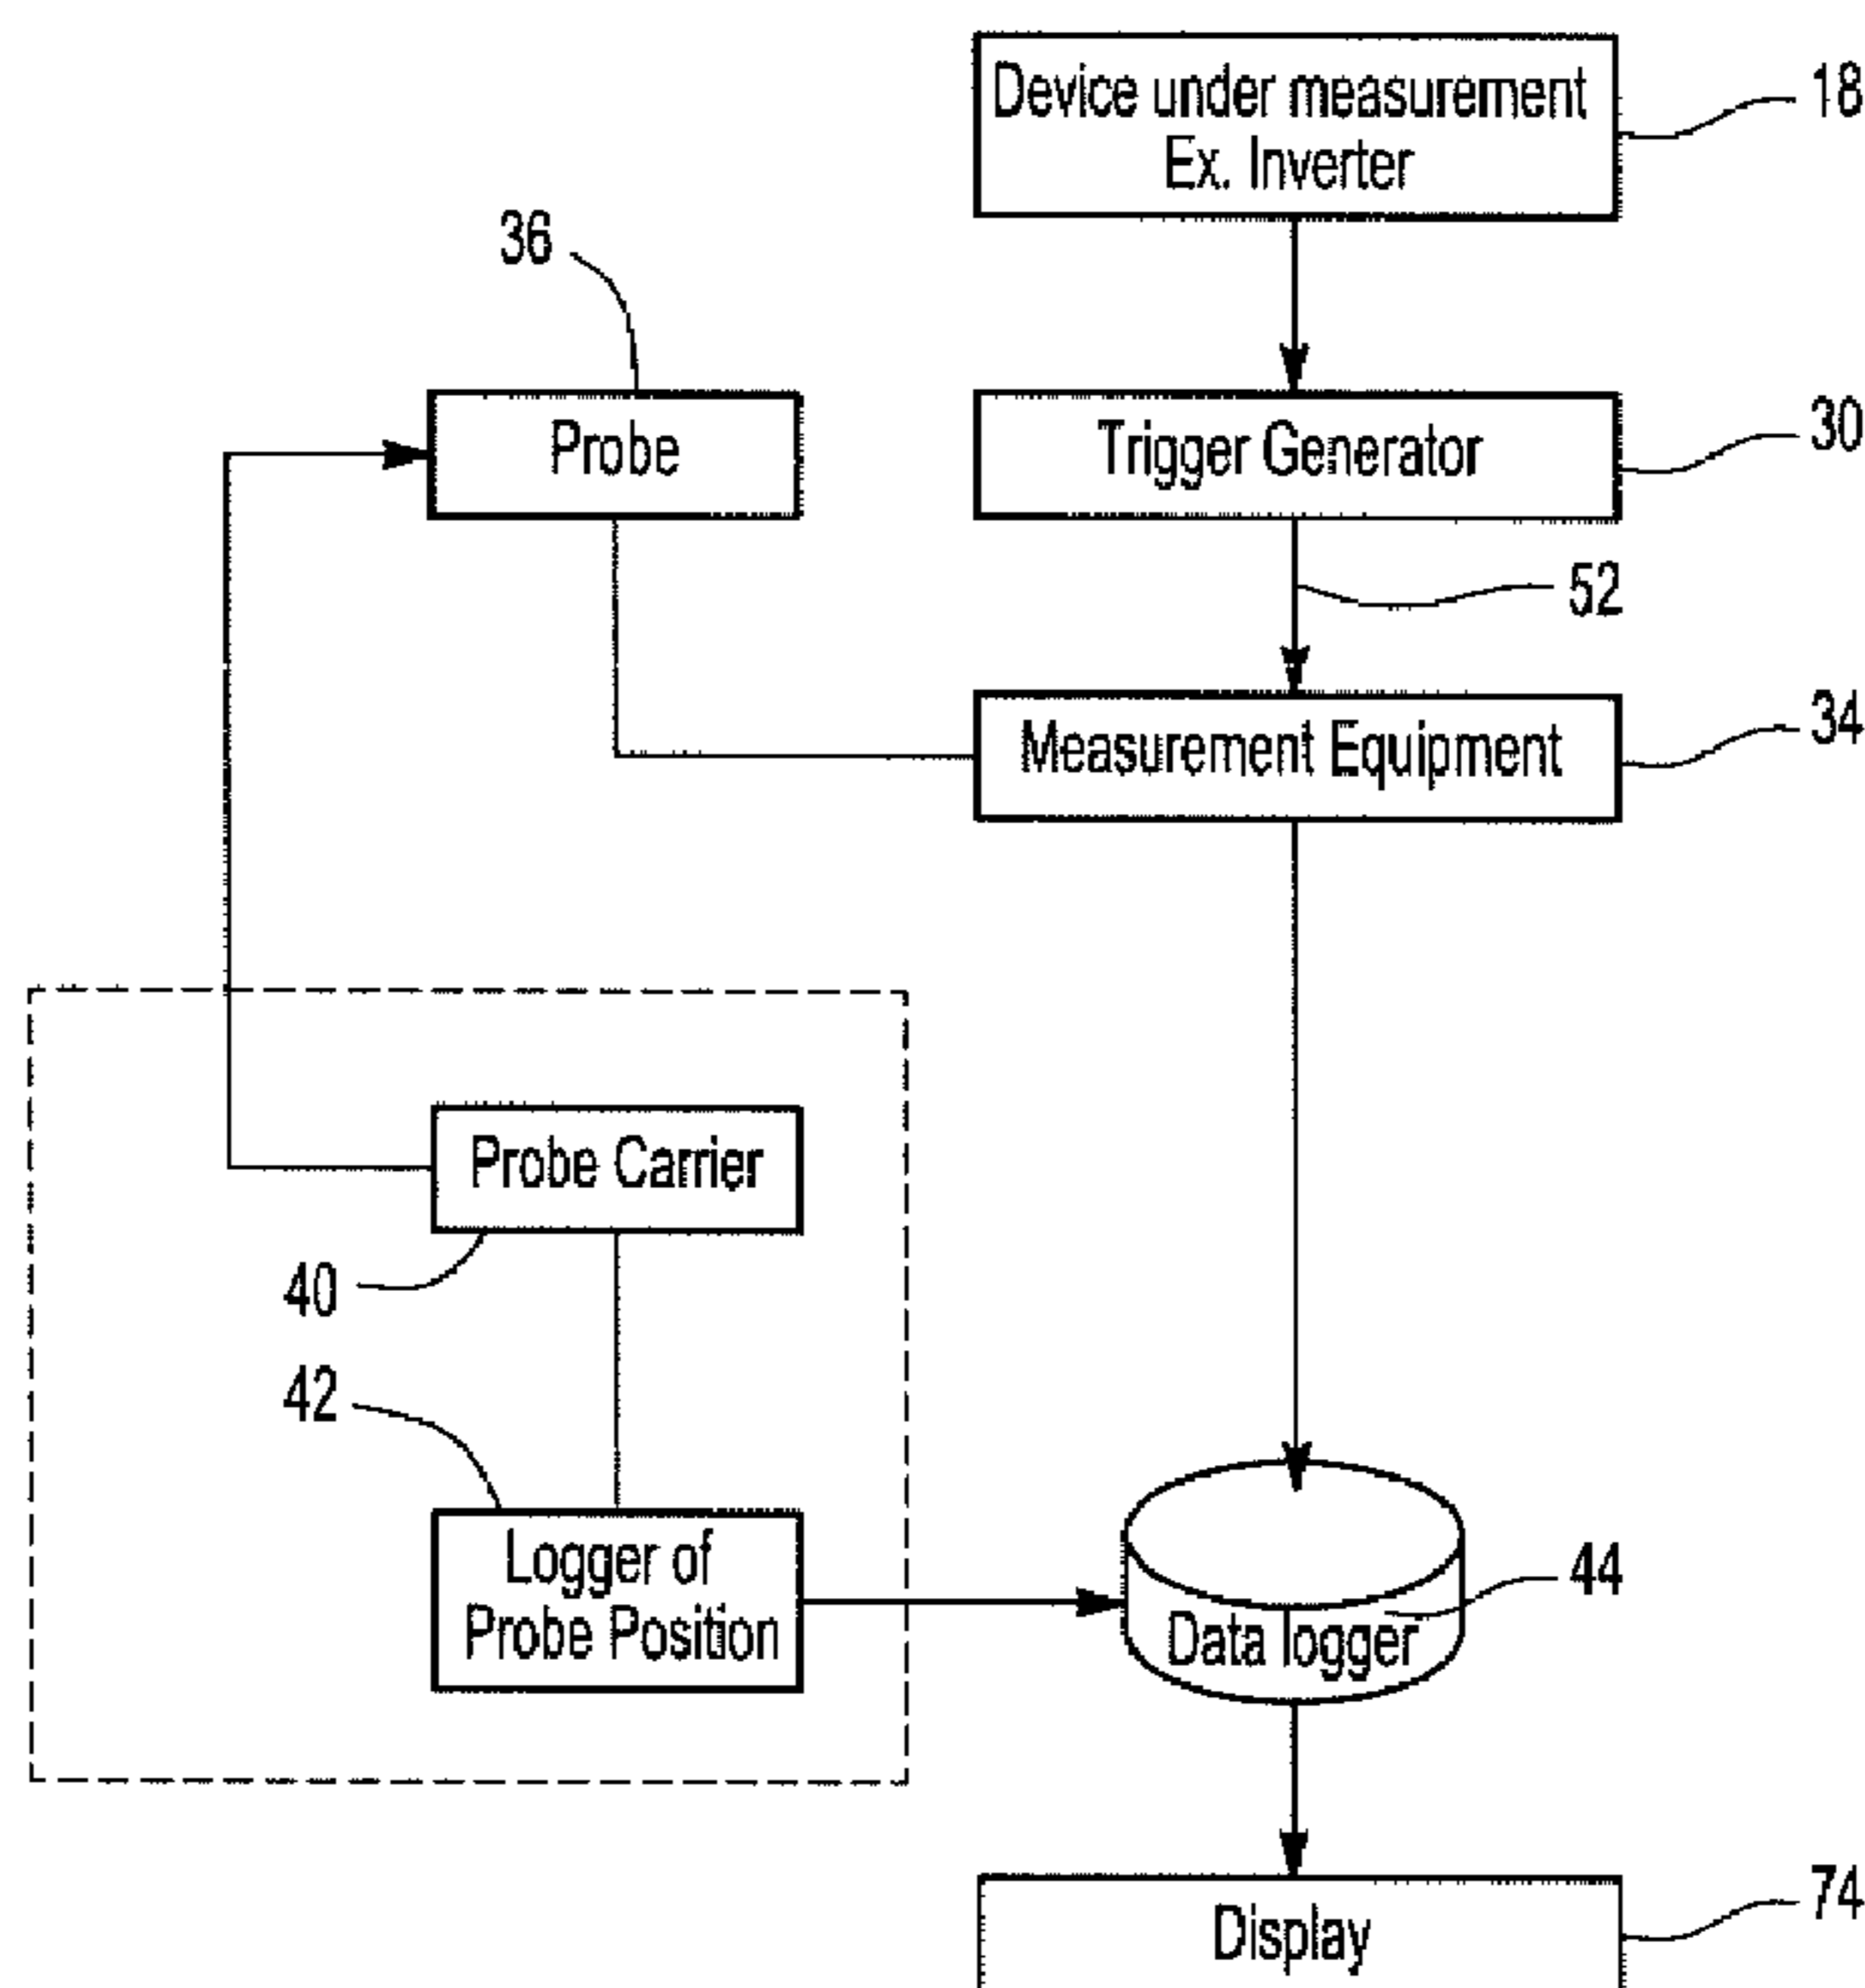 Device under measurement
Ex. Inverter
18
36
Probe
Trigger Generator
30
52
Measurement Equipment
34
Probe Carrier
40
42
Logger of
Probe Position
Data logger
44
Display
74